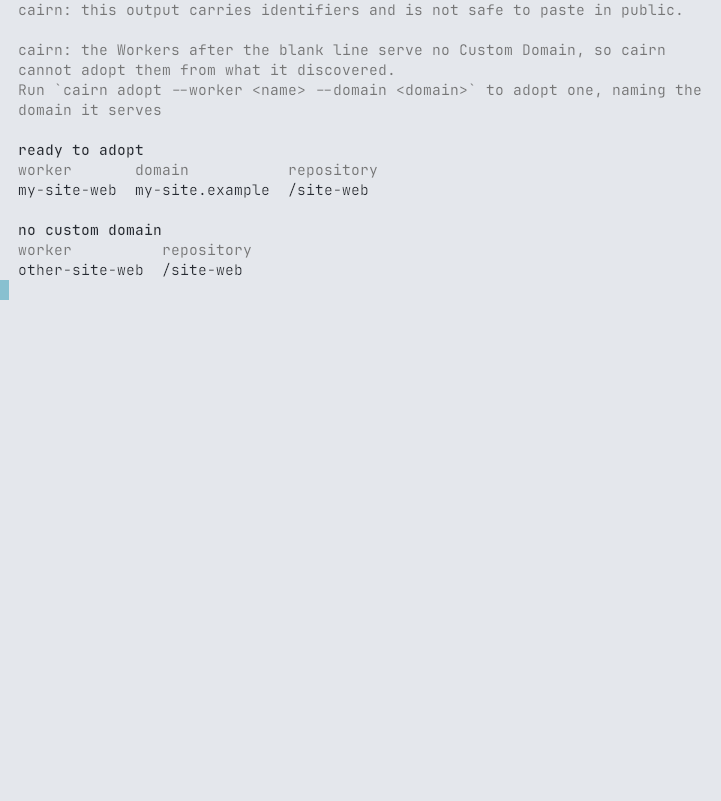 cairn: this output carries identifiers and is not safe to paste in public.
cairn: the Workers after the blank line serve no Custom Domain, so cairn
cannot adopt them from what it discovered.
Run `cairn adopt --worker <name> --domain <domain>` to adopt one, naming the
domain it serves
ready to adopt
worker       domain           repository
my-site-web  my-site.example  /site-web
no custom domain
worker          repository
other-site-web  /site-web